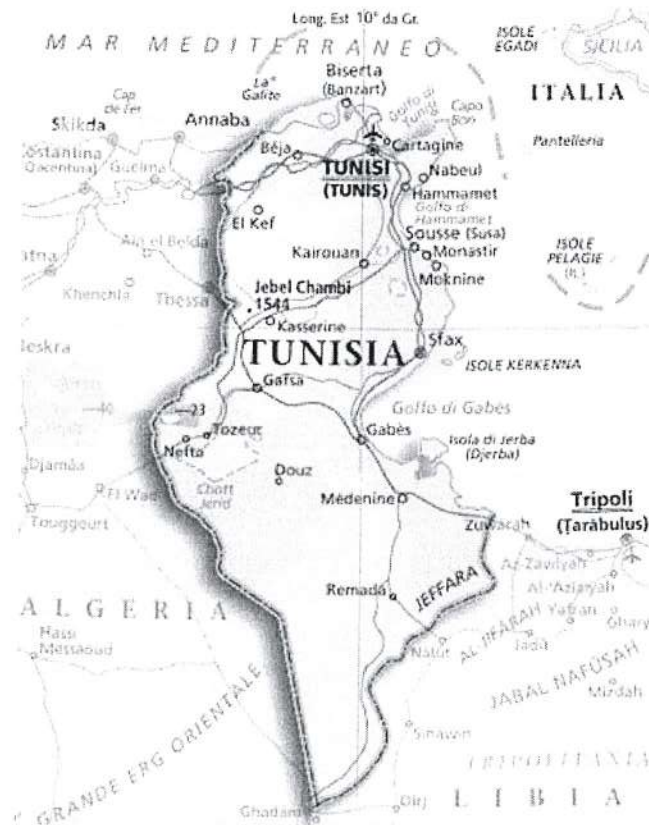 Long. Est 10° da Gr.
MAR MEDITERRANEO
ISOLE
EGADI
SICILIA
ITALIA
Pantelleria
ISOLE
PELAGIE
(It.)
La
Galite
Cap
de Fer
Biserta
(Banzart)
Golfo di
Tunisi
Capo
Bon
Skikda
Annaba
Cartagine
Costantina
(Qacentina)
Guelma
Béja
TUNISI
(TUNIS)
Nabeul
Hammamet
Golfo di
Hammamet
El Kef
Sousse (Susa)
Monastir
Moknine
Kairouan
Ain el Beida
Khenchla
Tbessa
Jebel Chambi
1544
Kasserine
TUNISIA
Sfax
ISOLE KERKENNA
Gafsa
Golfo di Gabès
-40
-23
Tozeur
Nefta
Gabès
Isola di Jerba
(Djerba)
Djamâa
El Wad
Chott
Jerid
Douz
Médenine
Touggourt
Zuwarah
Tripoli
(Ṭarābulus)
Az-Zawiyah
Al-'Aziziyah
Remada
JEFFARA
ALGERIA
Yafran
Ghary
Hassi
Messaoud
Nalut
AL JIFARAH
Jadu
JABAL NAFUSAH
Mizdah
GRANDE ERG ORIENTALE
Sinawin
TRIPOLITANIA
Ghadam
Dirj
LIBIA